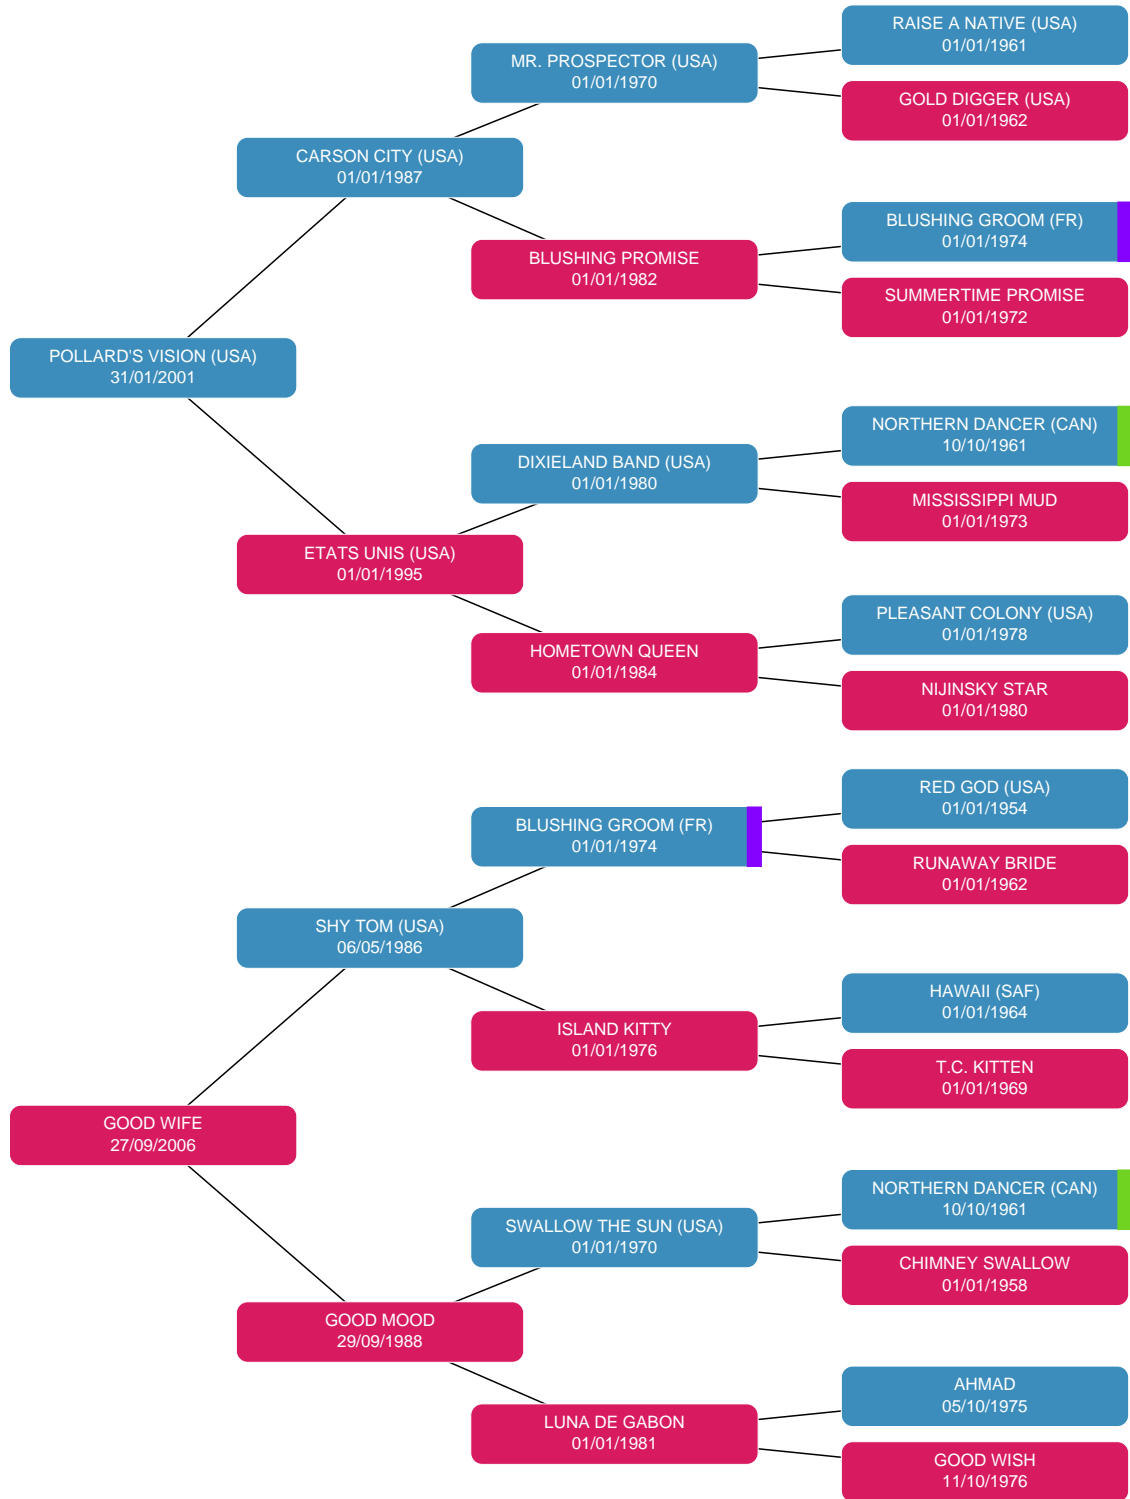 RAISE A NATIVE (USA)
01/01/1961
MR. PROSPECTOR (USA)
01/01/1970
GOLD DIGGER (USA)
01/01/1962
CARSON CITY (USA)
01/01/1987
BLUSHING GROOM (FR)
01/01/1974
BLUSHING PROMISE
01/01/1982
SUMMERTIME PROMISE
01/01/1972
POLLARD'S VISION (USA)
31/01/2001
NORTHERN DANCER (CAN)
10/10/1961
DIXIELAND BAND (USA)
01/01/1980
MISSISSIPPI MUD
01/01/1973
ETATS UNIS (USA)
01/01/1995
PLEASANT COLONY (USA)
01/01/1978
HOMETOWN QUEEN
01/01/1984
NIJINSKY STAR
01/01/1980
RED GOD (USA)
01/01/1954
BLUSHING GROOM (FR)
01/01/1974
RUNAWAY BRIDE
01/01/1962
SHY TOM (USA)
06/05/1986
HAWAII (SAF)
01/01/1964
ISLAND KITTY
01/01/1976
T.C. KITTEN
01/01/1969
GOOD WIFE
27/09/2006
NORTHERN DANCER (CAN)
10/10/1961
SWALLOW THE SUN (USA)
01/01/1970
CHIMNEY SWALLOW
01/01/1958
GOOD MOOD
29/09/1988
AHMAD
05/10/1975
LUNA DE GABON
01/01/1981
GOOD WISH
11/10/1976